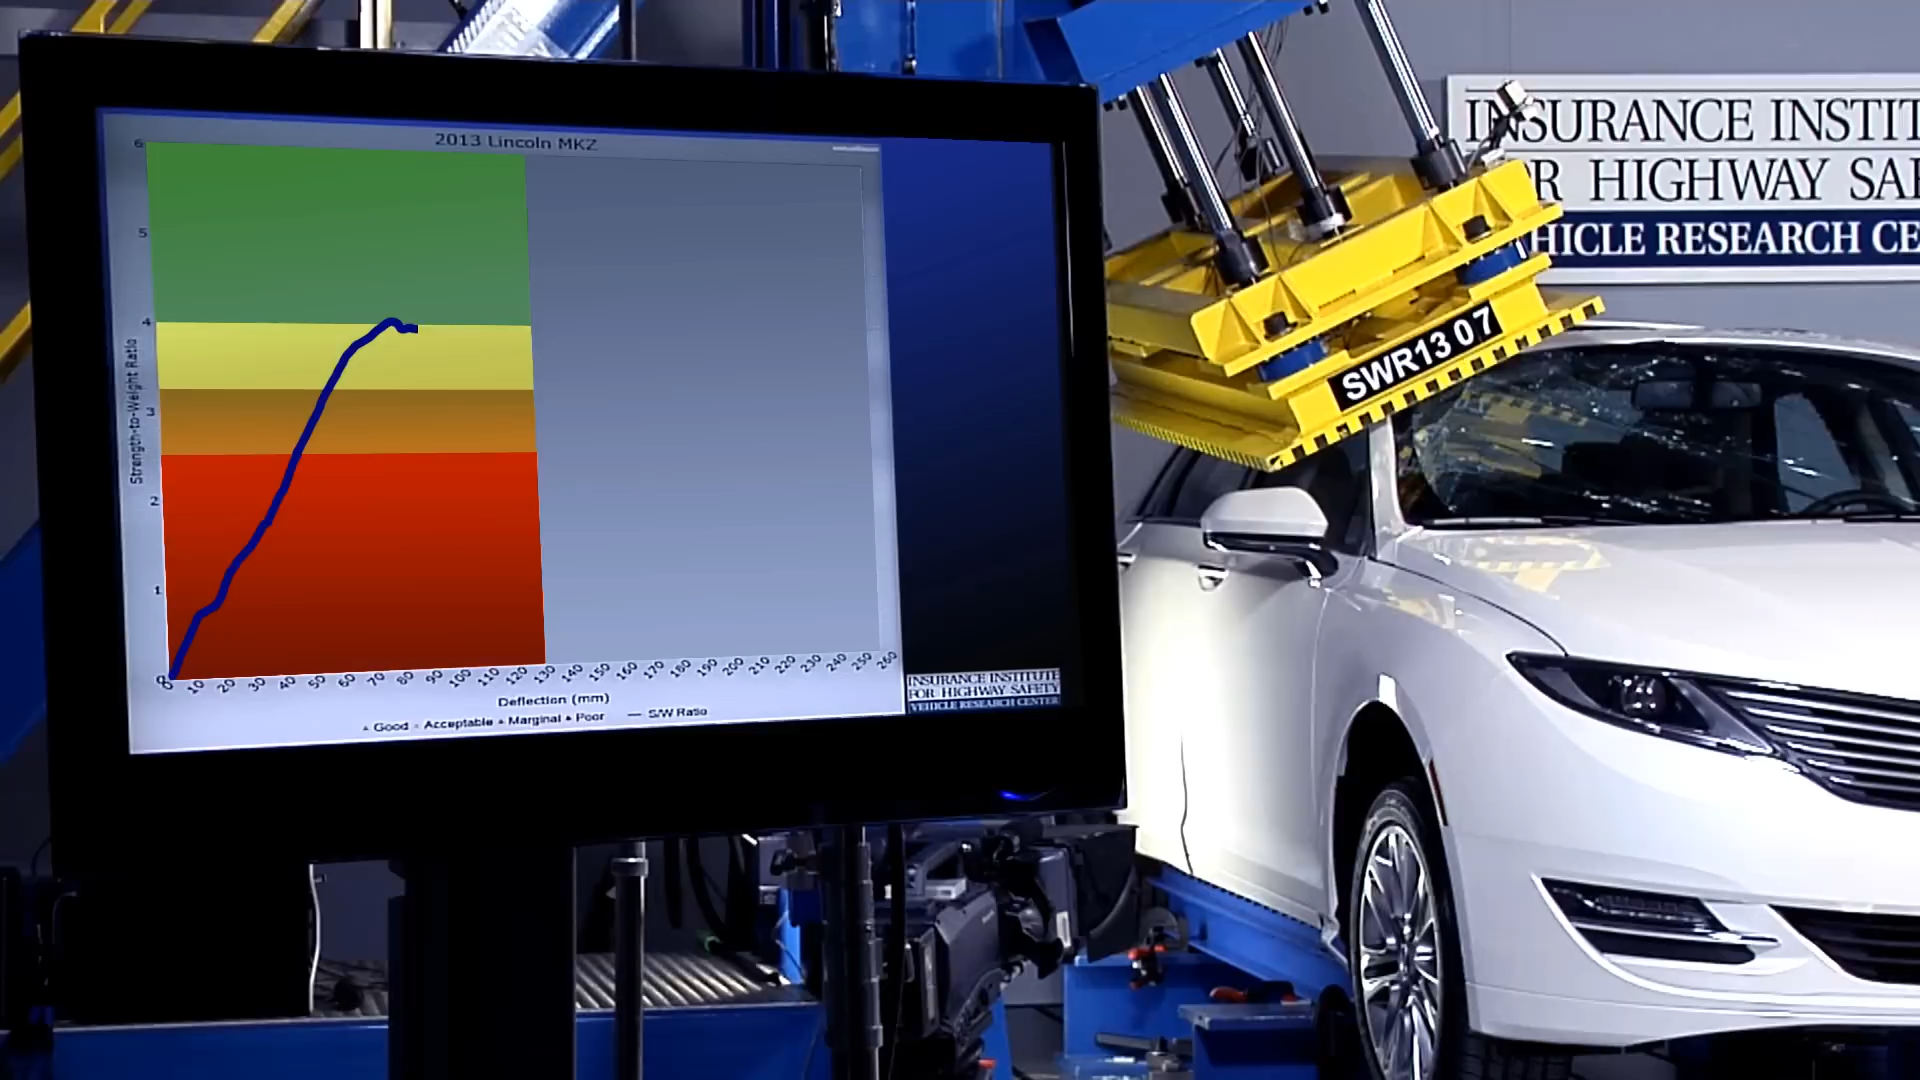 2013 Lincoln MKZ
6
5
4
3
2
1
0
Strength-to-Weight Ratio
0 10 20 30 40 50 60 70 80 90 100 110 120 130 140 150 160 170 180 190 200 210 220 230 240 250 260
Deflection (mm)
Good Acceptable Marginal Poor S/W Ratio
INSURANCE INSTITUTE
FOR HIGHWAY SAFETY
VEHICLE RESEARCH CENTER
SWR13 07
INSURANCE INSTIT
R HIGHWAY SAF
HICLE RESEARCH CE